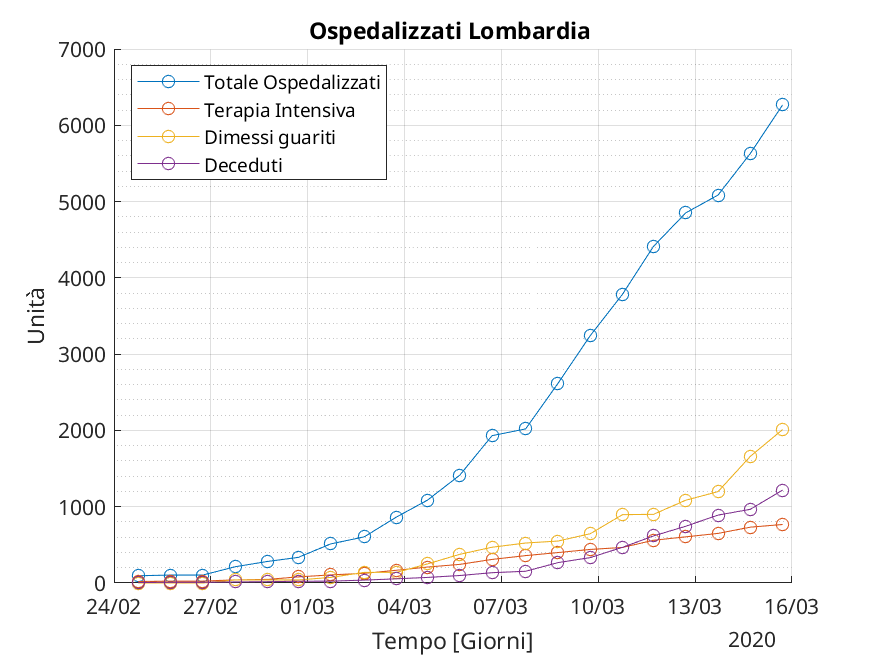 Ospedalizzati Lombardia
7000
6000
5000
4000
3000
2000
1000
0
Unità
Totale Ospedalizzati
Terapia Intensiva
Dimessi guariti
Deceduti
24/02 27/02 01/03 04/03 07/03 10/03 13/03 16/03
Tempo [Giorni]
2020